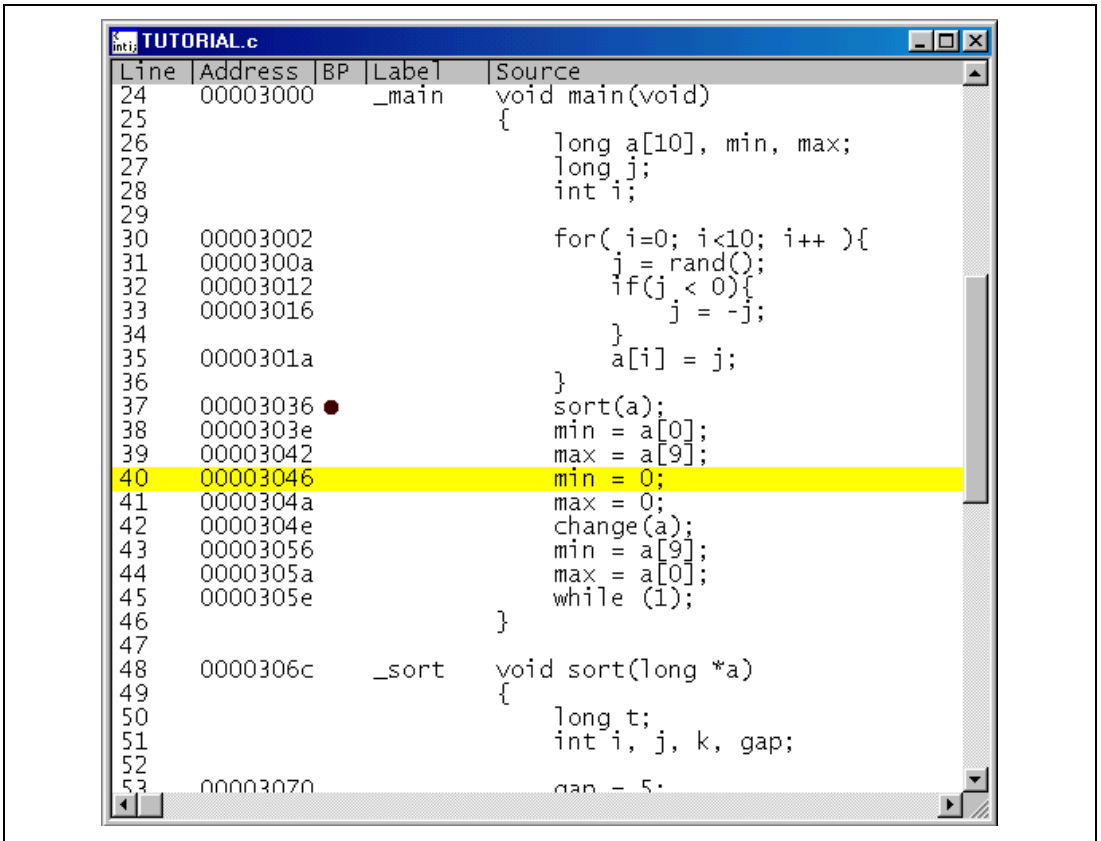 TUTORIAL.c
Line Address BP Label Source
24 00003000 _main void main(void)
25 {
26 long a[10], min, max;
27 long j;
28 int i;
29
30 00003002 for( i=0; i<10; i++ ){
31 0000300a j = rand();
32 00003012 if(j < 0){
33 00003016 j = -j;
34 }
35 0000301a a[i] = j;
36 }
37 00003036 sort(a);
38 0000303e min = a[0];
39 00003042 max = a[9];
40 00003046 min = 0;
41 0000304a max = 0;
42 0000304e change(a);
43 00003056 min = a[9];
44 0000305a max = a[0];
45 0000305e while (1);
46 }
47
48 0000306c _sort void sort(long *a)
49 {
50 long t;
51 int i, j, k, gap;
52
53 00003070 gap = 5;